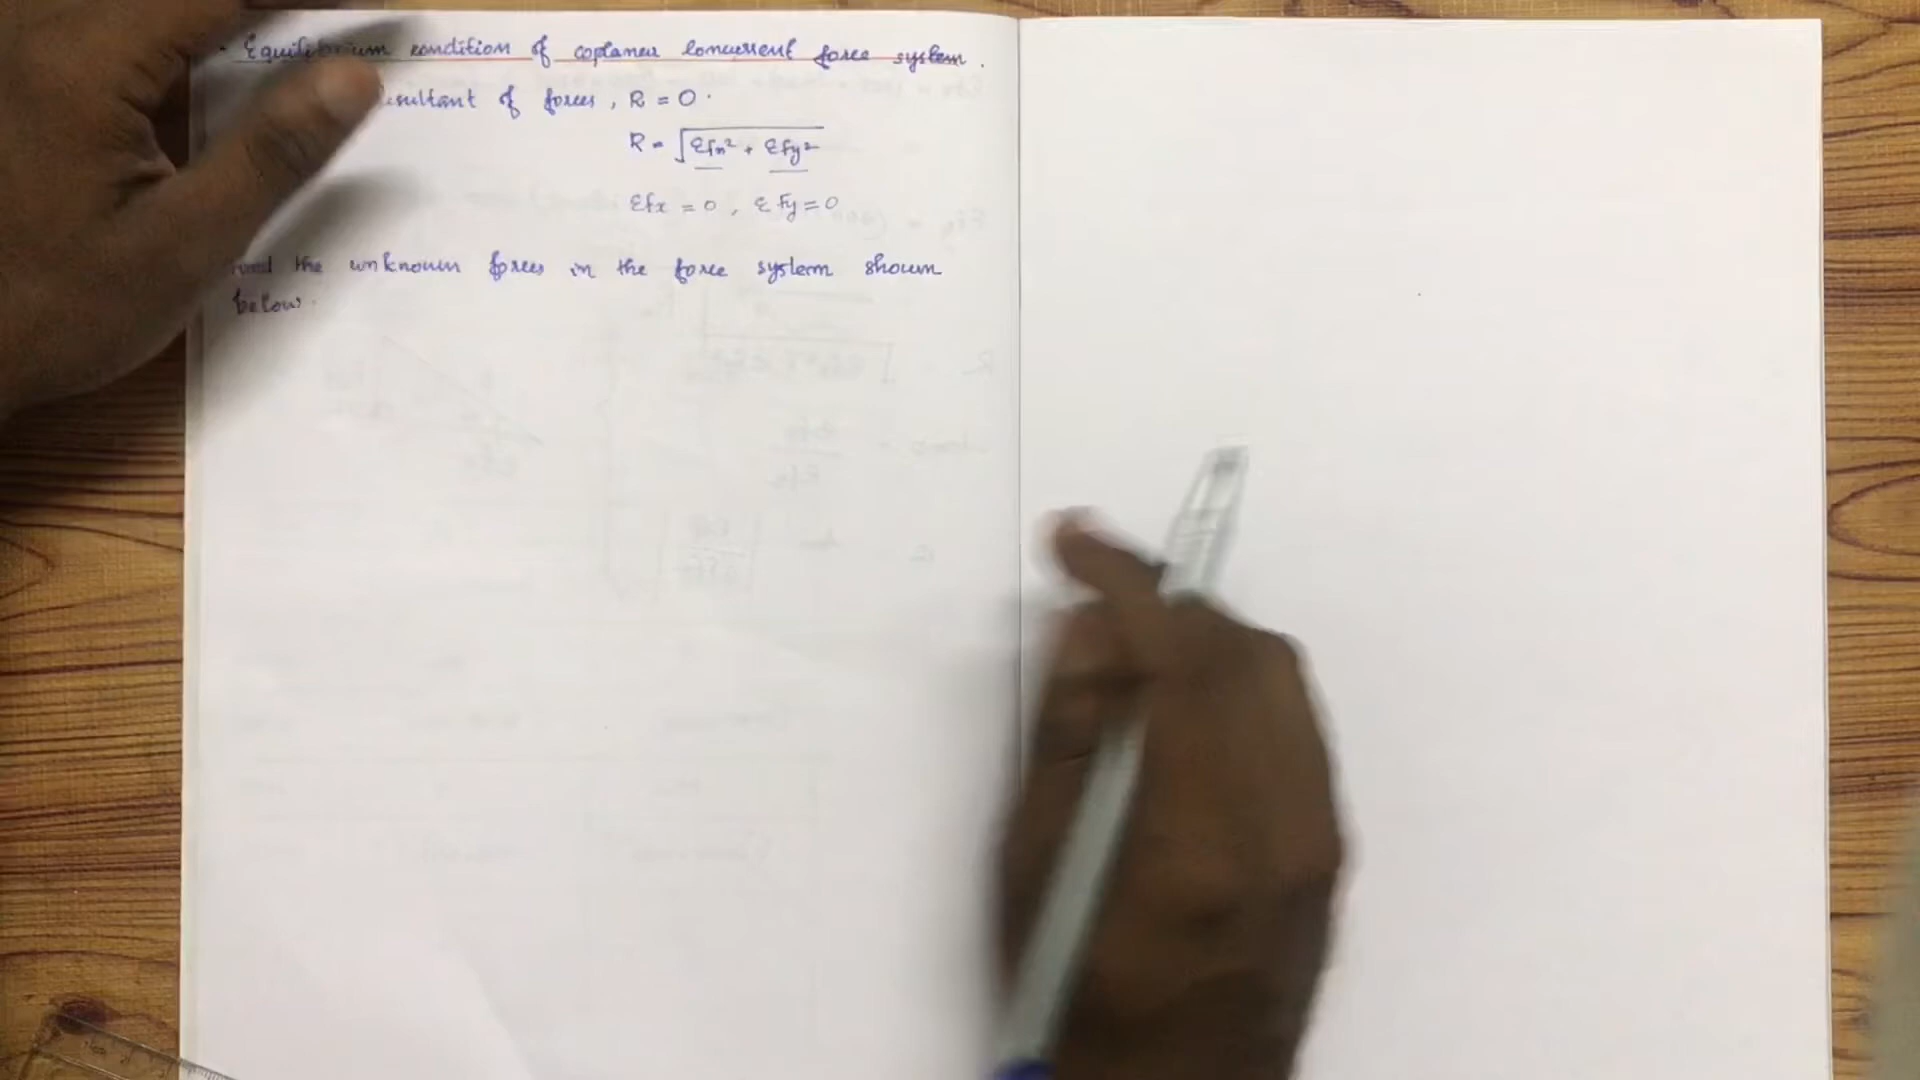 Equilibrium condition of coplanar concurrent force system.
resultant of forces, R = 0.
R = √Σfx² + Σfy²
Σfx = 0, Σfy = 0
the unknown forces in the force system shown
below.